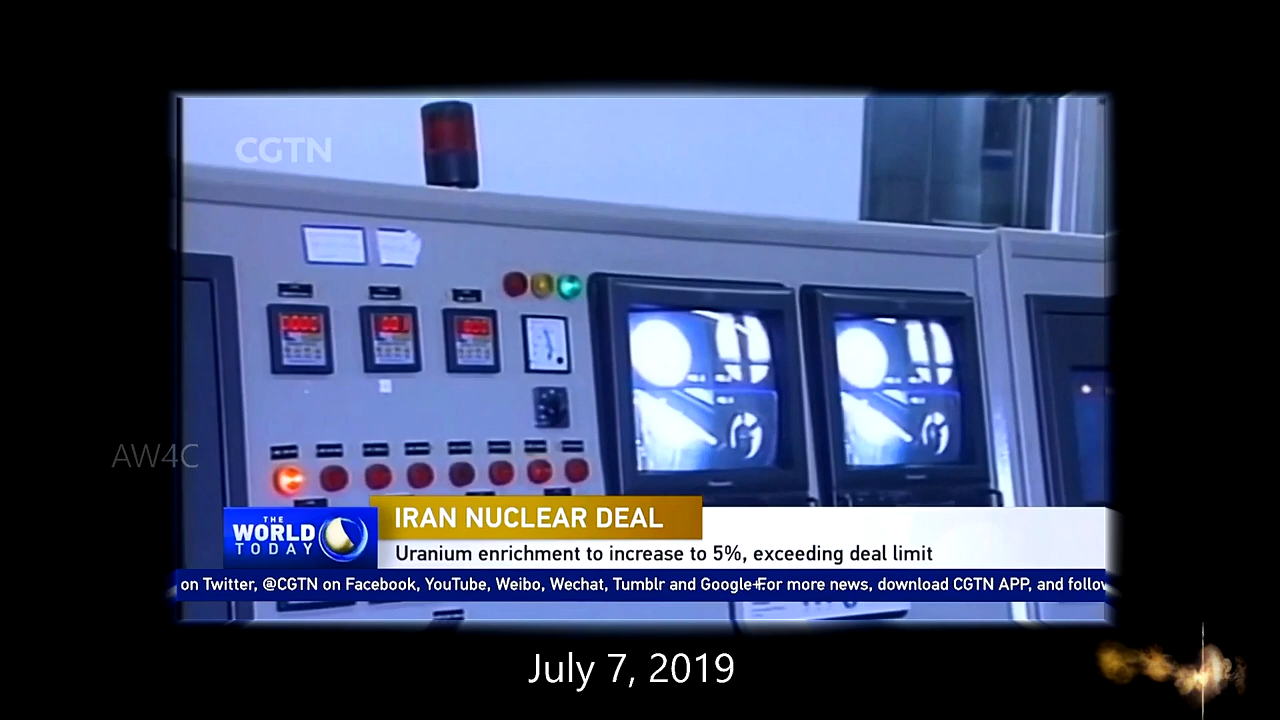 CGTN
AW4C
THE
WORLD
TODAY
IRAN NUCLEAR DEAL
Uranium enrichment to increase to 5%, exceeding deal limit
on Twitter, @CGTN on Facebook, YouTube, Weibo, Wechat, Tumblr and Google+. For more news, download CGTN APP, and follow
July 7, 2019